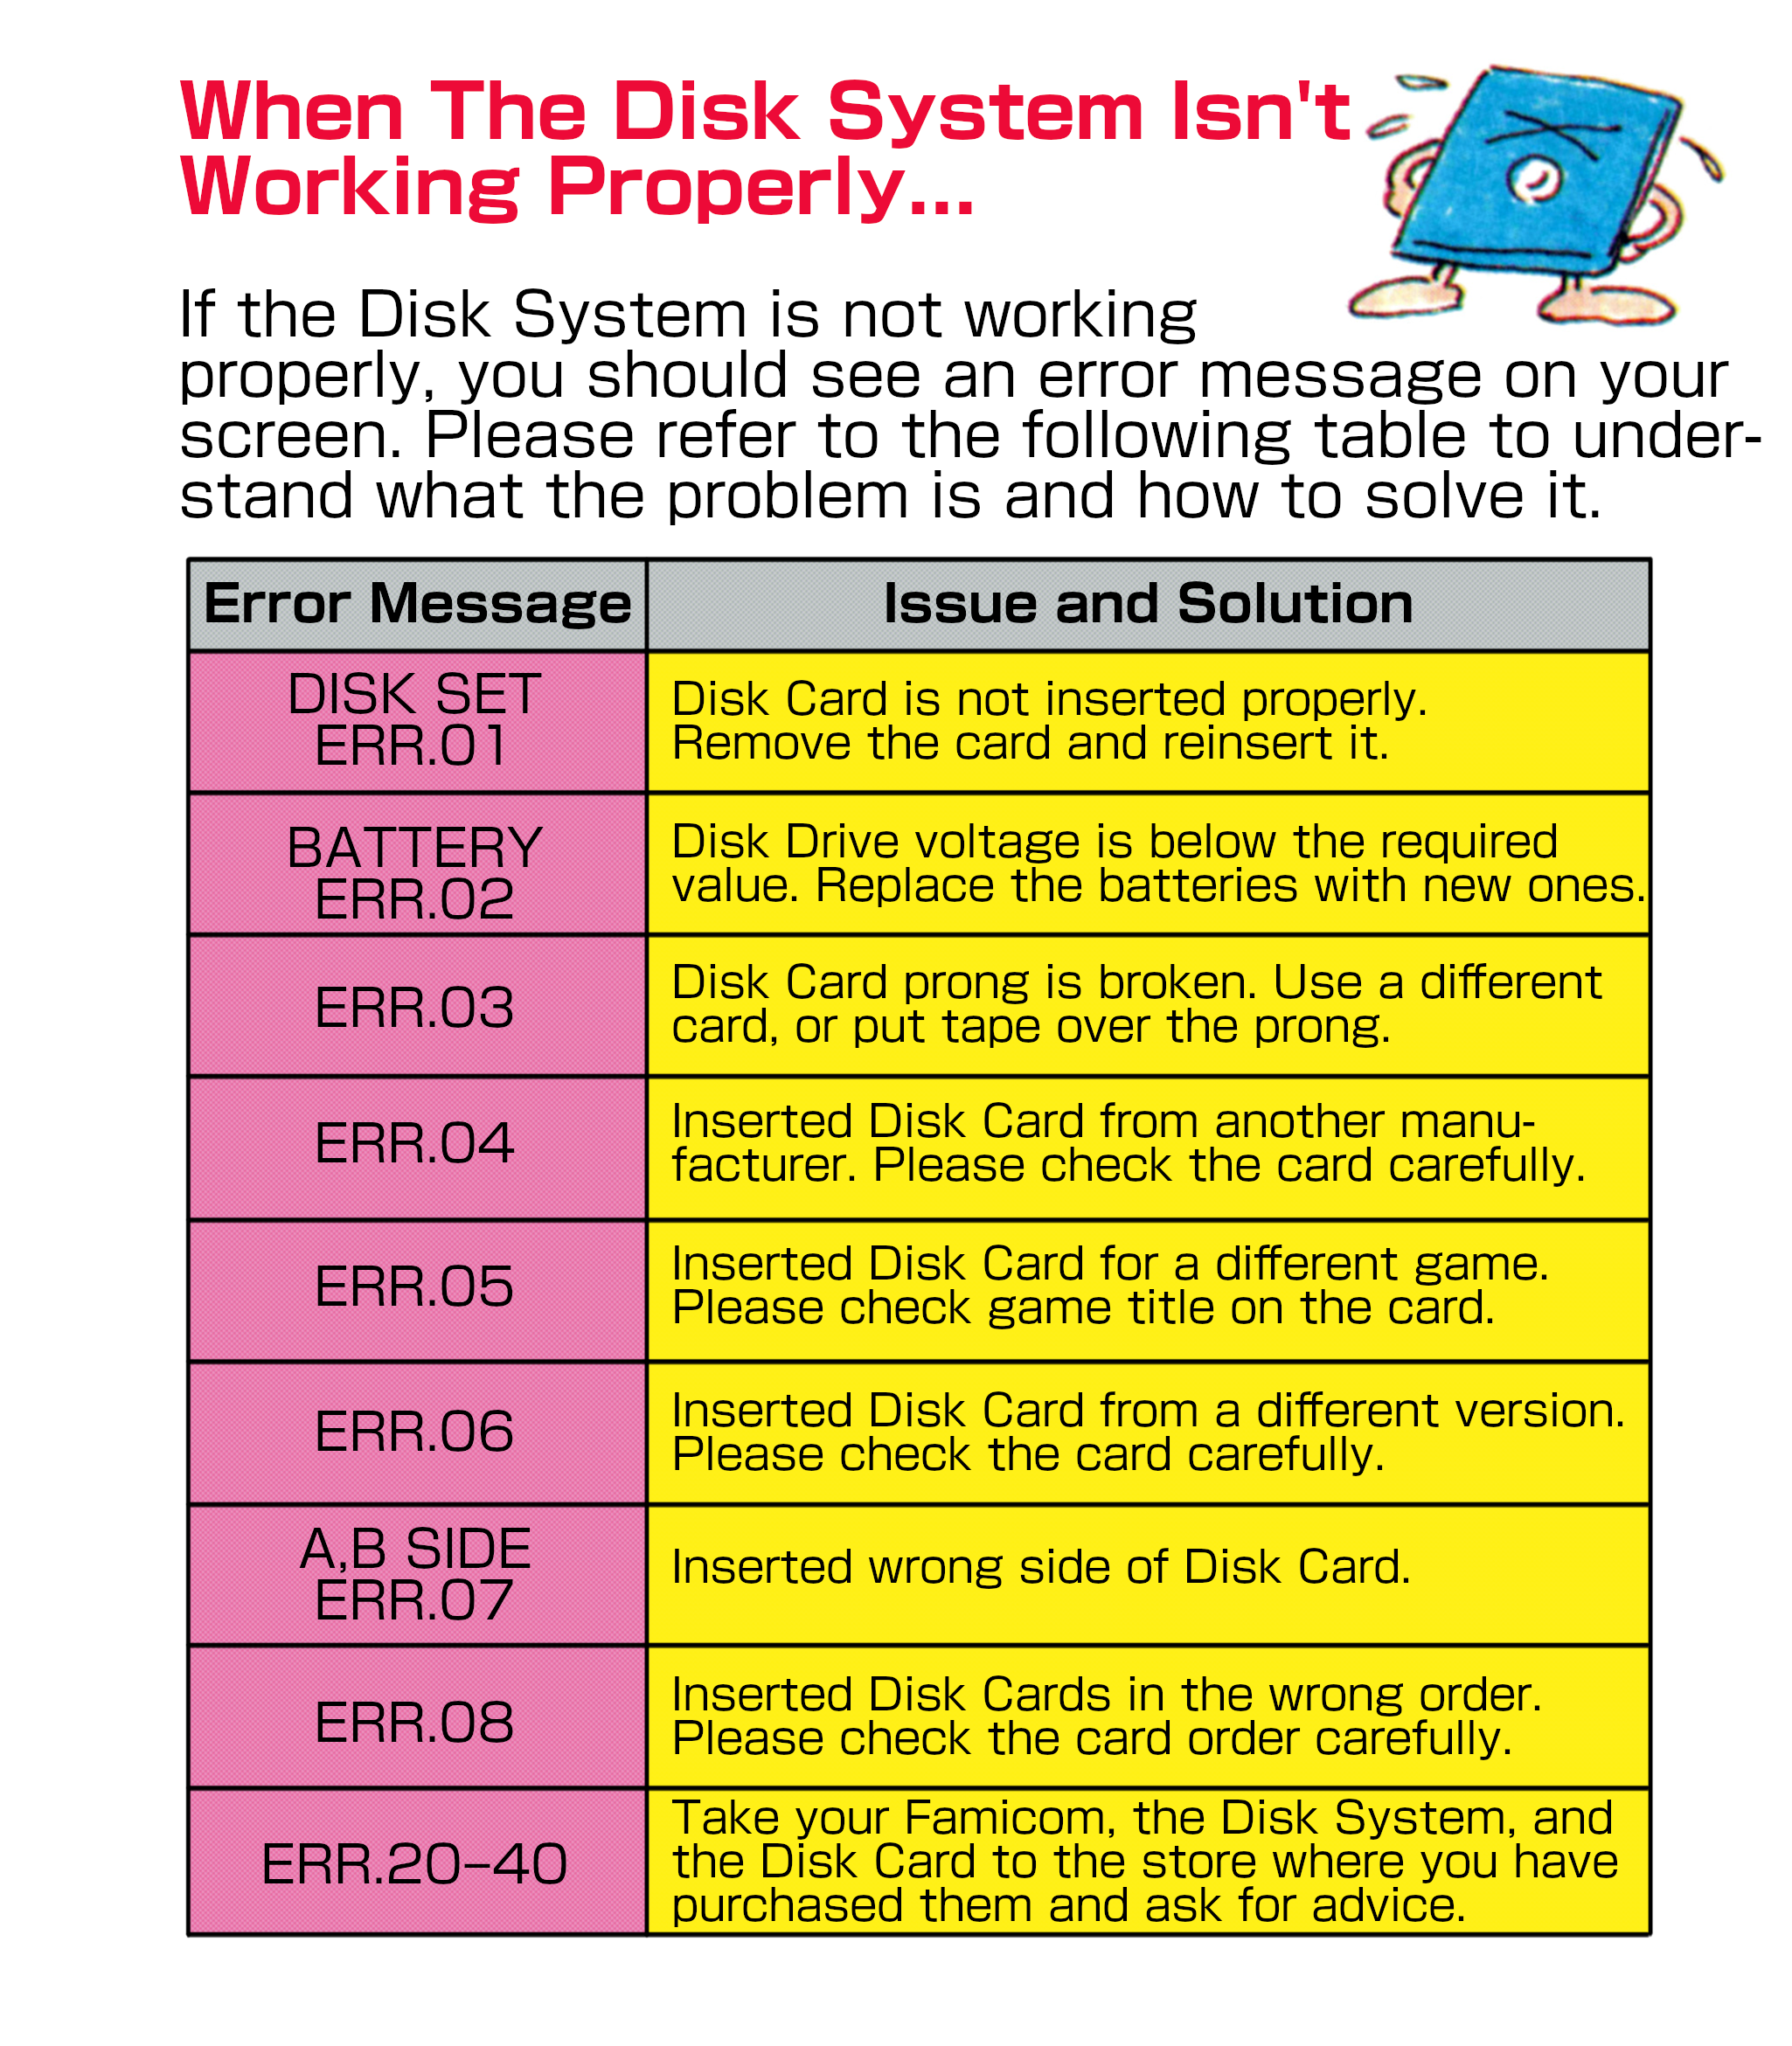 When The Disk System Isn't
Working Properly...
If the Disk System is not working
properly, you should see an error message on your
screen. Please refer to the following table to under-
stand what the problem is and how to solve it.
Error Message
Issue and Solution
DISK SET
ERR.01
Disk Card is not inserted properly.
Remove the card and reinsert it.
BATTERY
ERR.02
Disk Drive voltage is below the required
value. Replace the batteries with new ones.
ERR.03
Disk Card prong is broken. Use a different
card, or put tape over the prong.
ERR.04
Inserted Disk Card from another manu-
facturer. Please check the card carefully.
ERR.05
Inserted Disk Card for a different game.
Please check game title on the card.
ERR.06
Inserted Disk Card from a different version.
Please check the card carefully.
A,B SIDE
ERR.07
Inserted wrong side of Disk Card.
ERR.08
Inserted Disk Cards in the wrong order.
Please check the card order carefully.
ERR.20–40
Take your Famicom, the Disk System, and
the Disk Card to the store where you have
purchased them and ask for advice.